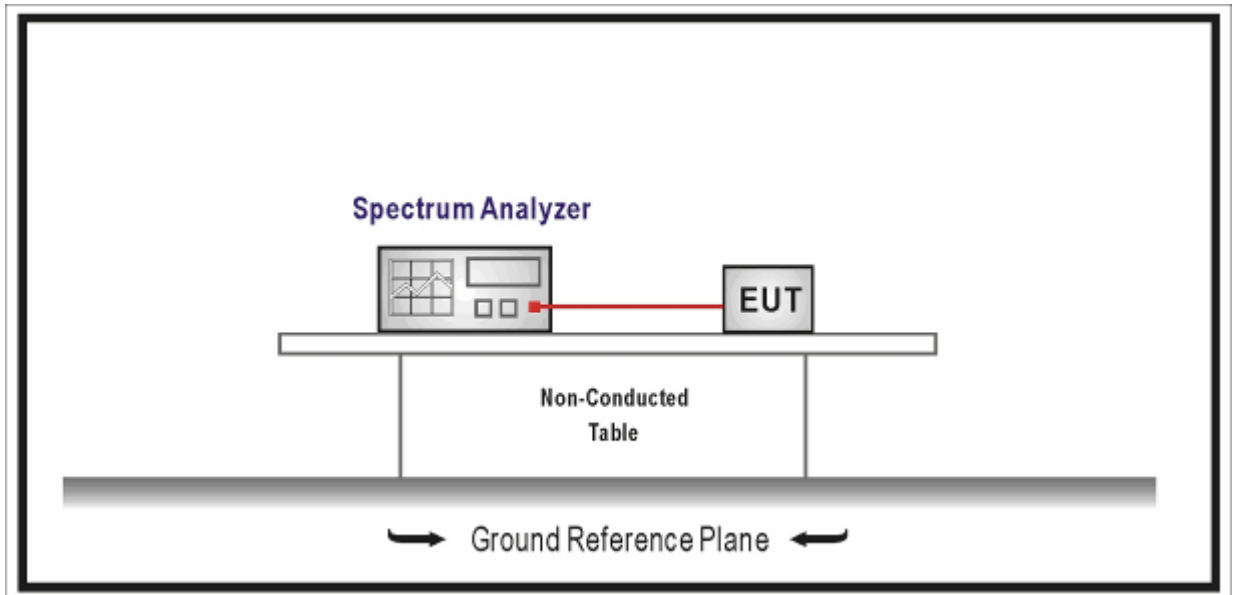 Spectrum Analyzer
EUT
Non-Conducted
Table
Ground Reference Plane